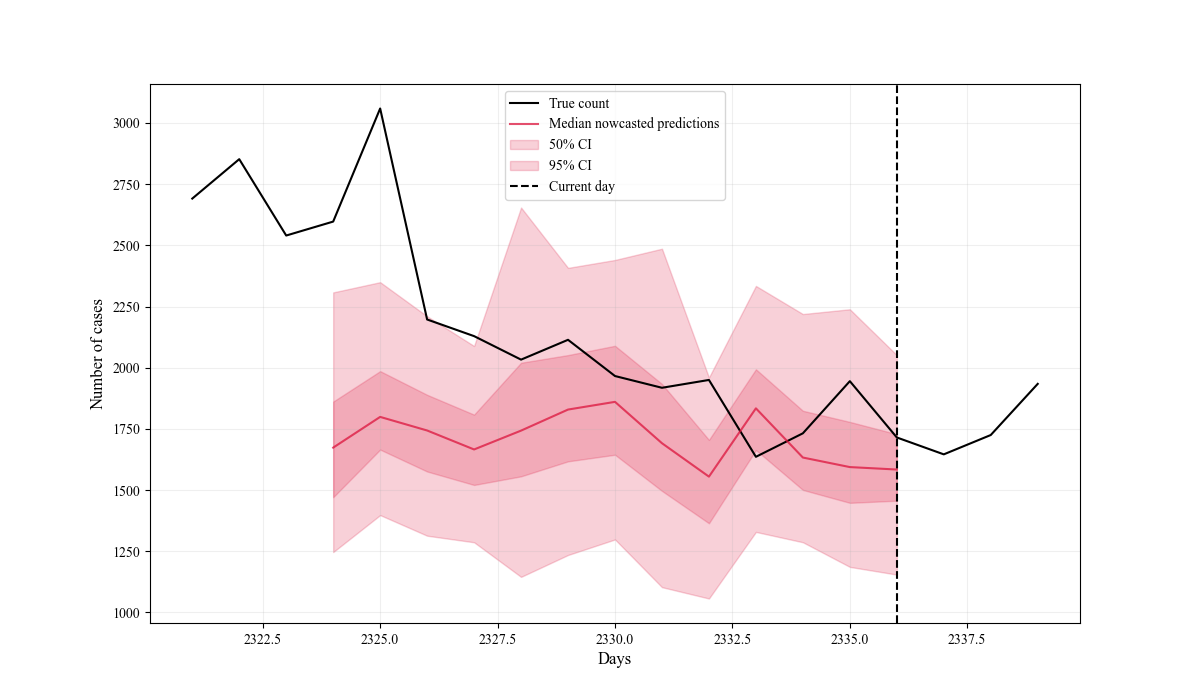 True count
Median nowcasted predictions
50% CI
95% CI
Current day
3000
2750
2500
2250
2000
1750
1500
1250
1000
Number of cases
2322.5 2325.0 2327.5 2330.0 2332.5 2335.0 2337.5
Days